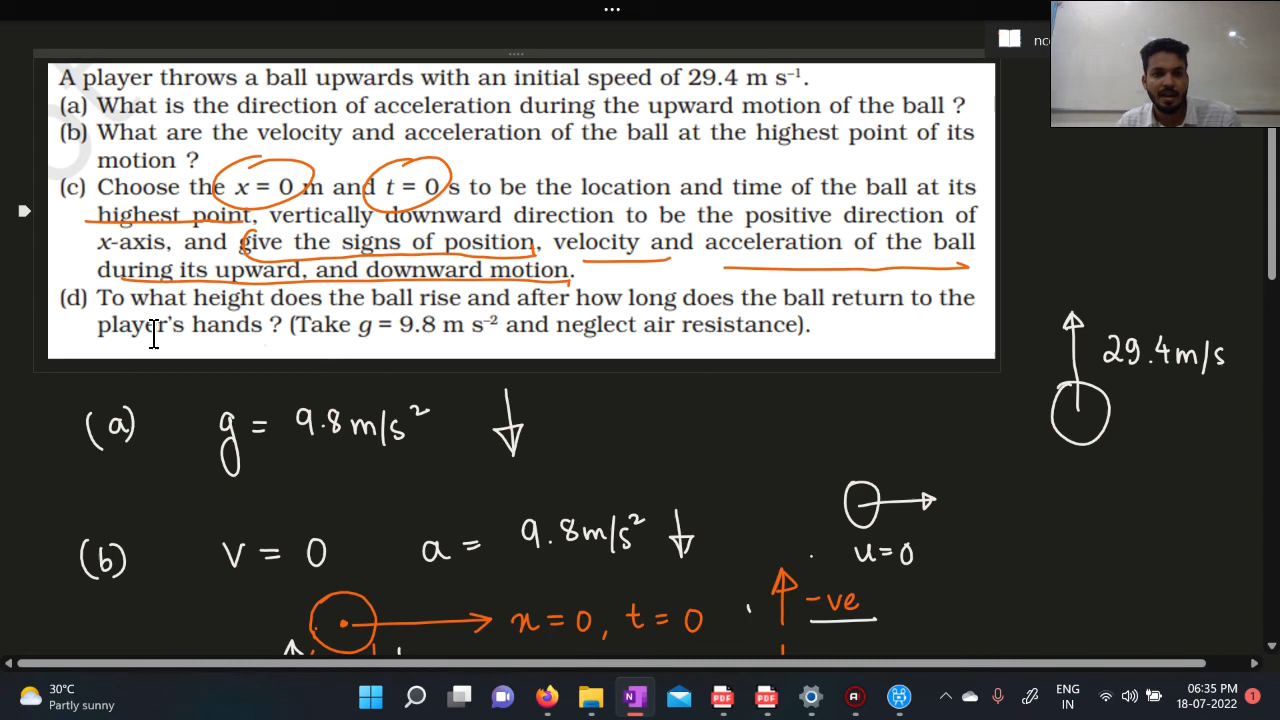 A player throws a ball upwards with an initial speed of 29.4 m s⁻¹.
(a) What is the direction of acceleration during the upward motion of the ball ?
(b) What are the velocity and acceleration of the ball at the highest point of its
motion ?
(c) Choose the x = 0 m and t = 0 s to be the location and time of the ball at its
highest point, vertically downward direction to be the positive direction of
x-axis, and give the signs of position, velocity and acceleration of the ball
during its upward, and downward motion.
(d) To what height does the ball rise and after how long does the ball return to the
player's hands ? (Take g = 9.8 m s⁻² and neglect air resistance).
29.4m/s
(a) g = 9.8m/s² ↓
(b) v = 0 a = 9.8m/s² ↓
u=0
x=0, t=0
-ve
30°C
Partly sunny
ENG
IN
06:35 PM
18-07-2022
1